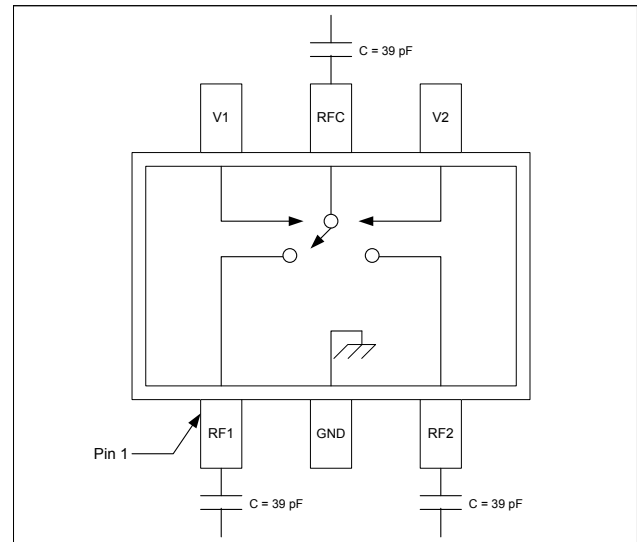 C = 39 pF
V1
RFC
V2
RF1
GND
RF2
Pin 1
C = 39 pF
C = 39 pF